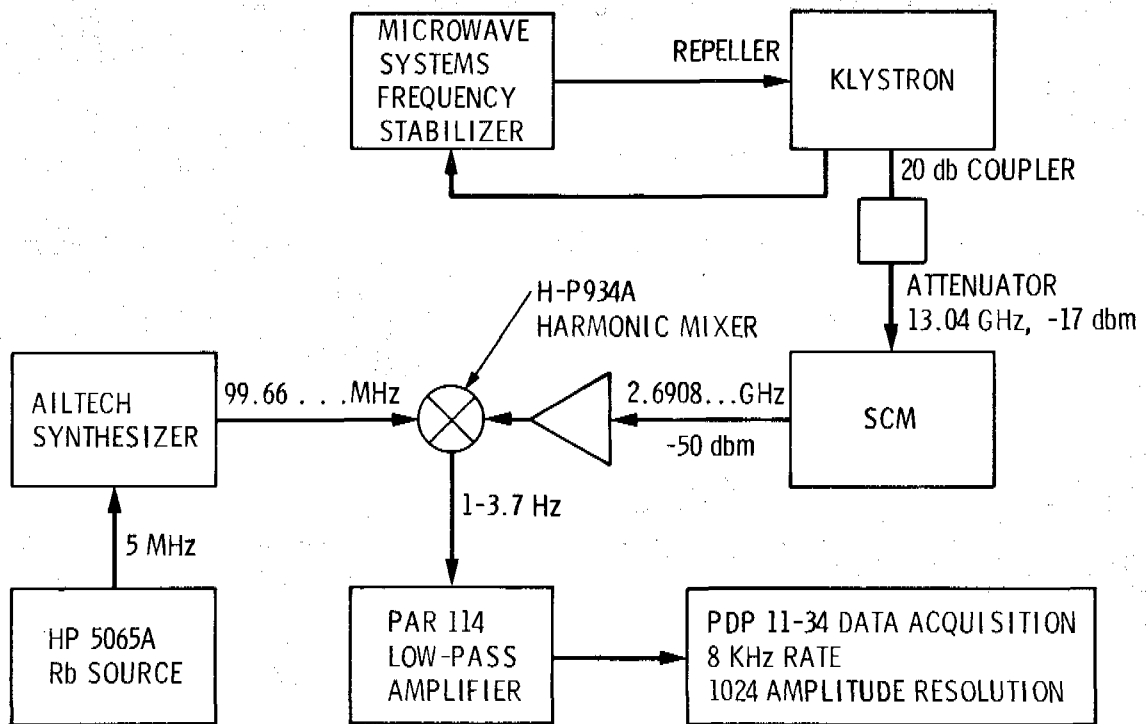 MICROWAVE
SYSTEMS
FREQUENCY
STABILIZER
REPELLER
KLYSTRON
20 db COUPLER
ATTENUATOR
13.04 GHz, -17 dbm
H-P934A
HARMONIC MIXER
AILTECH
SYNTHESIZER
99.66 . . .MHz
2.6908...GHz
-50 dbm
SCM
1-3.7 Hz
5 MHz
HP 5065A
Rb SOURCE
PAR 114
LOW-PASS
AMPLIFIER
PDP 11-34 DATA ACQUISITION
8 KHz RATE
1024 AMPLITUDE RESOLUTION